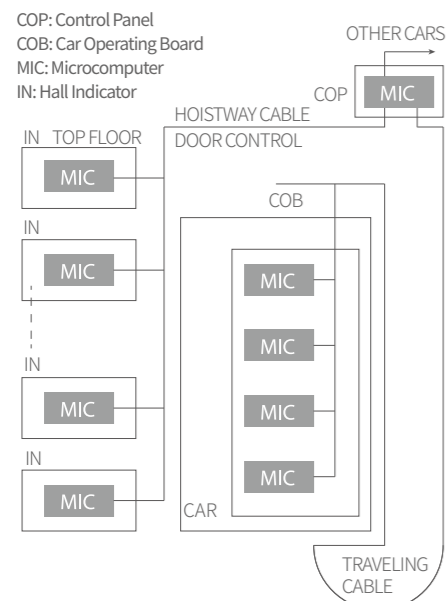 COP: Control Panel
COB: Car Operating Board
MIC: Microcomputer
IN: Hall Indicator
OTHER CARS
COP
MIC
HOISTWAY CABLE
DOOR CONTROL
IN TOP FLOOR
MIC
IN
MIC
IN
MIC
IN
MIC
COB
MIC
MIC
MIC
MIC
CAR
TRAVELING
CABLE